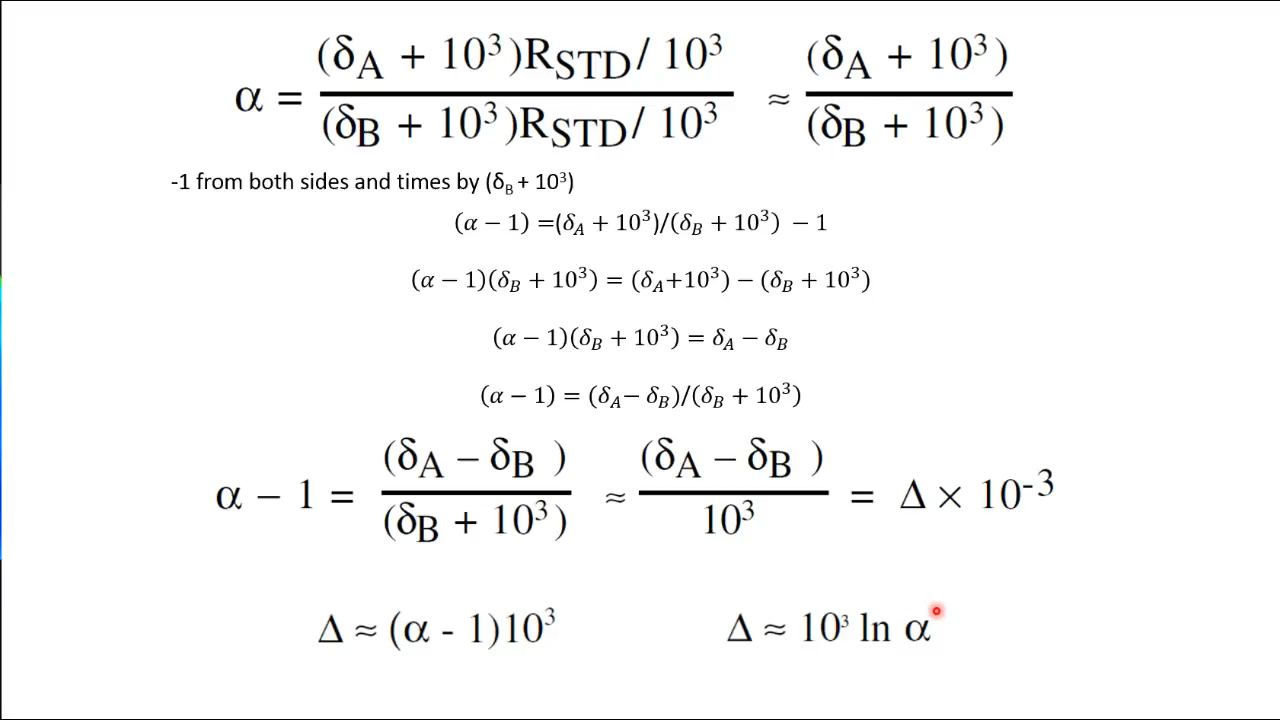 α = (δA + 10³)RSTD / 10³ / (δB + 10³)RSTD / 10³ ≈ (δA + 10³) / (δB + 10³)
-1 from both sides and times by (δB + 10³)
(α − 1) =(δA + 10³)/(δB + 10³) − 1
(α − 1)(δB + 10³) = (δA+10³) − (δB + 10³)
(α − 1)(δB + 10³) = δA − δB
(α − 1) = (δA− δB)/(δB + 10³)
α − 1 = (δA − δB ) / (δB + 10³) ≈ (δA − δB ) / 10³ = Δ × 10⁻³
Δ ≈ (α - 1)10³
Δ ≈ 10³ ln α